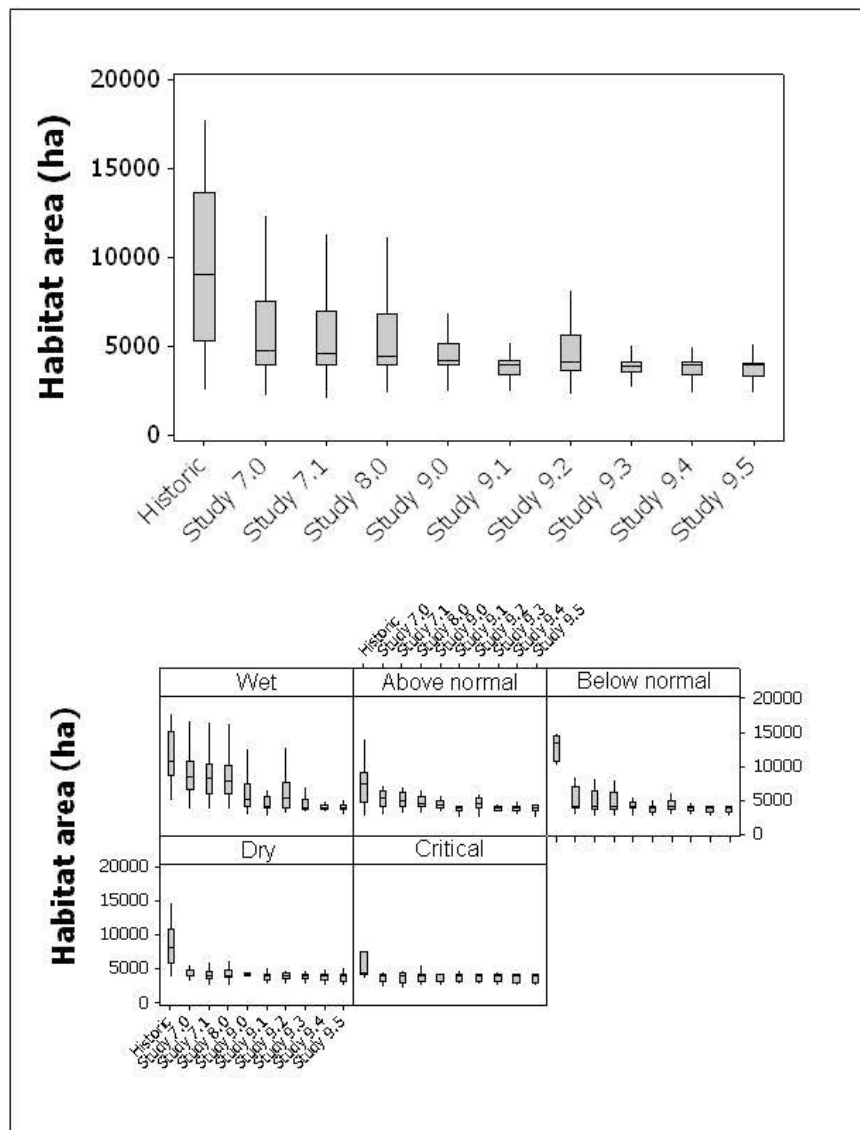 Habitat area (ha)
20000
15000
10000
5000
0
Historic
Study 7.0
Study 7.1
Study 8.0
Study 9.0
Study 9.1
Study 9.2
Study 9.3
Study 9.4
Study 9.5
Historic
Study 7.0
Study 7.1
Study 8.0
Study 9.0
Study 9.1
Study 9.2
Study 9.3
Study 9.4
Study 9.5
Habitat area (ha)
Wet
Above normal
Below normal
20000
15000
10000
5000
0
Dry
Critical
20000
15000
10000
5000
0
Historic
Study 7.0
Study 7.1
Study 8.0
Study 9.0
Study 9.1
Study 9.2
Study 9.3
Study 9.4
Study 9.5